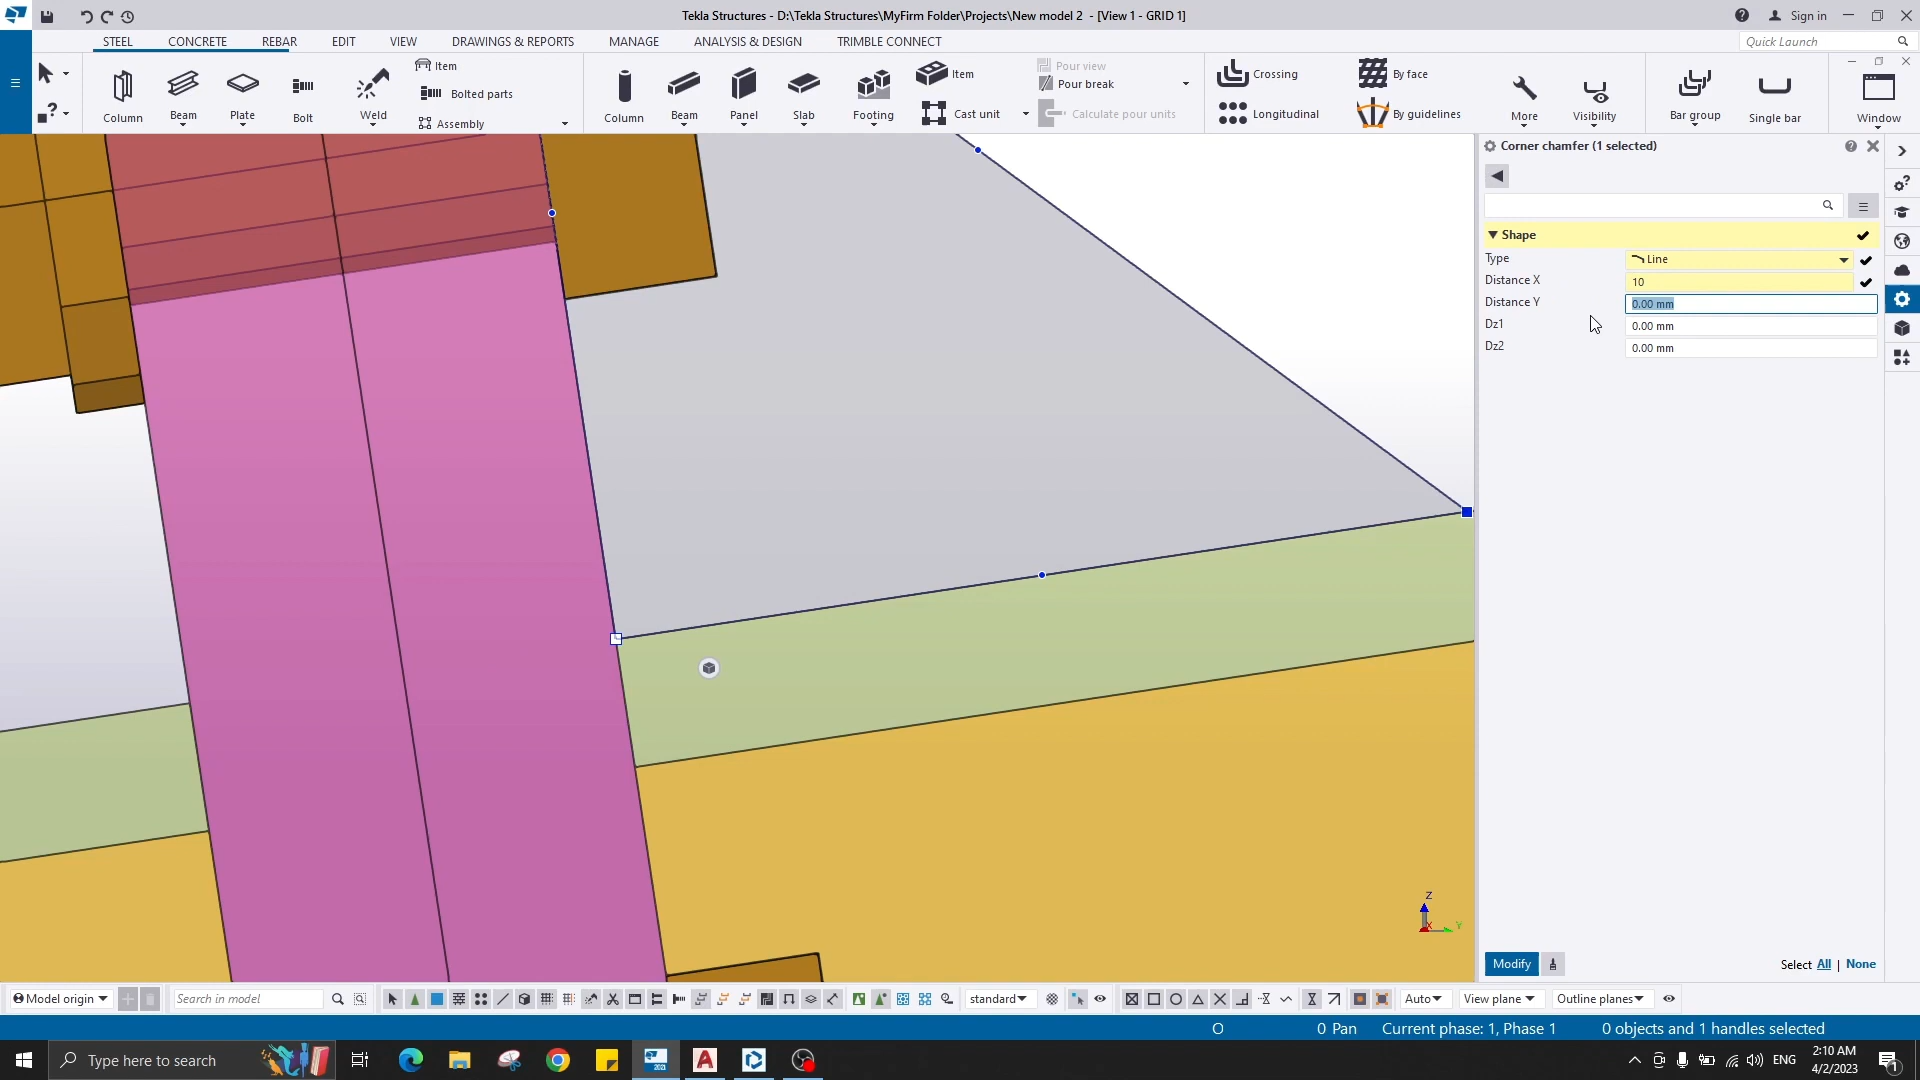 Tekla Structures - D:\Tekla Structures\MyFirm Folder\Projects\New model 2  - [View 1 - GRID 1]
Sign in
STEEL
CONCRETE
REBAR
EDIT
VIEW
DRAWINGS & REPORTS
MANAGE
ANALYSIS & DESIGN
TRIMBLE CONNECT
Quick Launch
Column
Beam
Plate
Bolt
Weld
Item
Bolted parts
Assembly
Column
Beam
Panel
Slab
Footing
Item
Cast unit
Pour view
Pour break
Calculate pour units
Crossing
Longitudinal
By face
By guidelines
More
Visibility
Bar group
Single bar
Window
Corner chamfer (1 selected)
Shape
Type
Line
Distance X
10
Distance Y
0.00 mm
Dz1
0.00 mm
Dz2
0.00 mm
Z
Y
X
Modify
Select All | None
Model origin
Search in model
standard
Auto
View plane
Outline planes
O
0 Pan
Current phase: 1, Phase 1
0 objects and 1 handles selected
Type here to search
2021
ENG
2:10 AM
4/2/2023
1